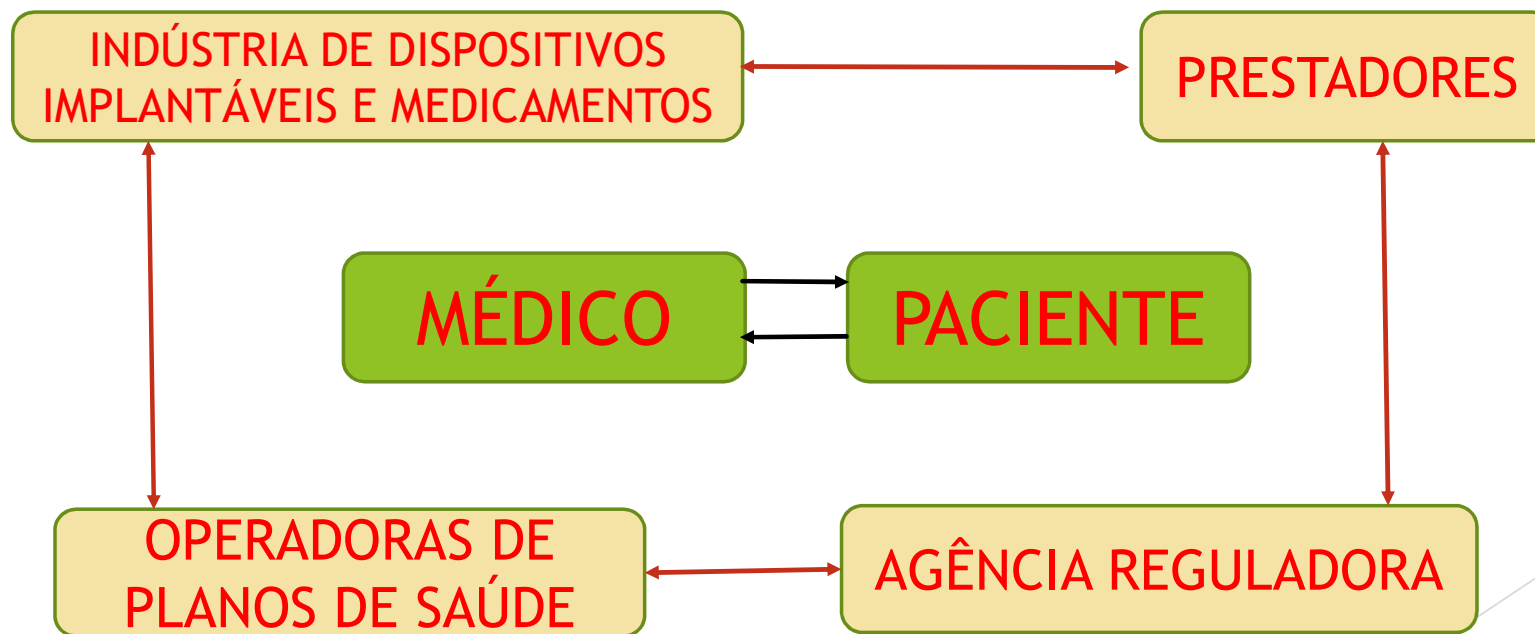 INDÚSTRIA DE DISPOSITIVOS
IMPLANTÁVEIS E MEDICAMENTOS
PRESTADORES
MÉDICO
PACIENTE
OPERADORAS DE
PLANOS DE SAÚDE
AGÊNCIA REGULADORA